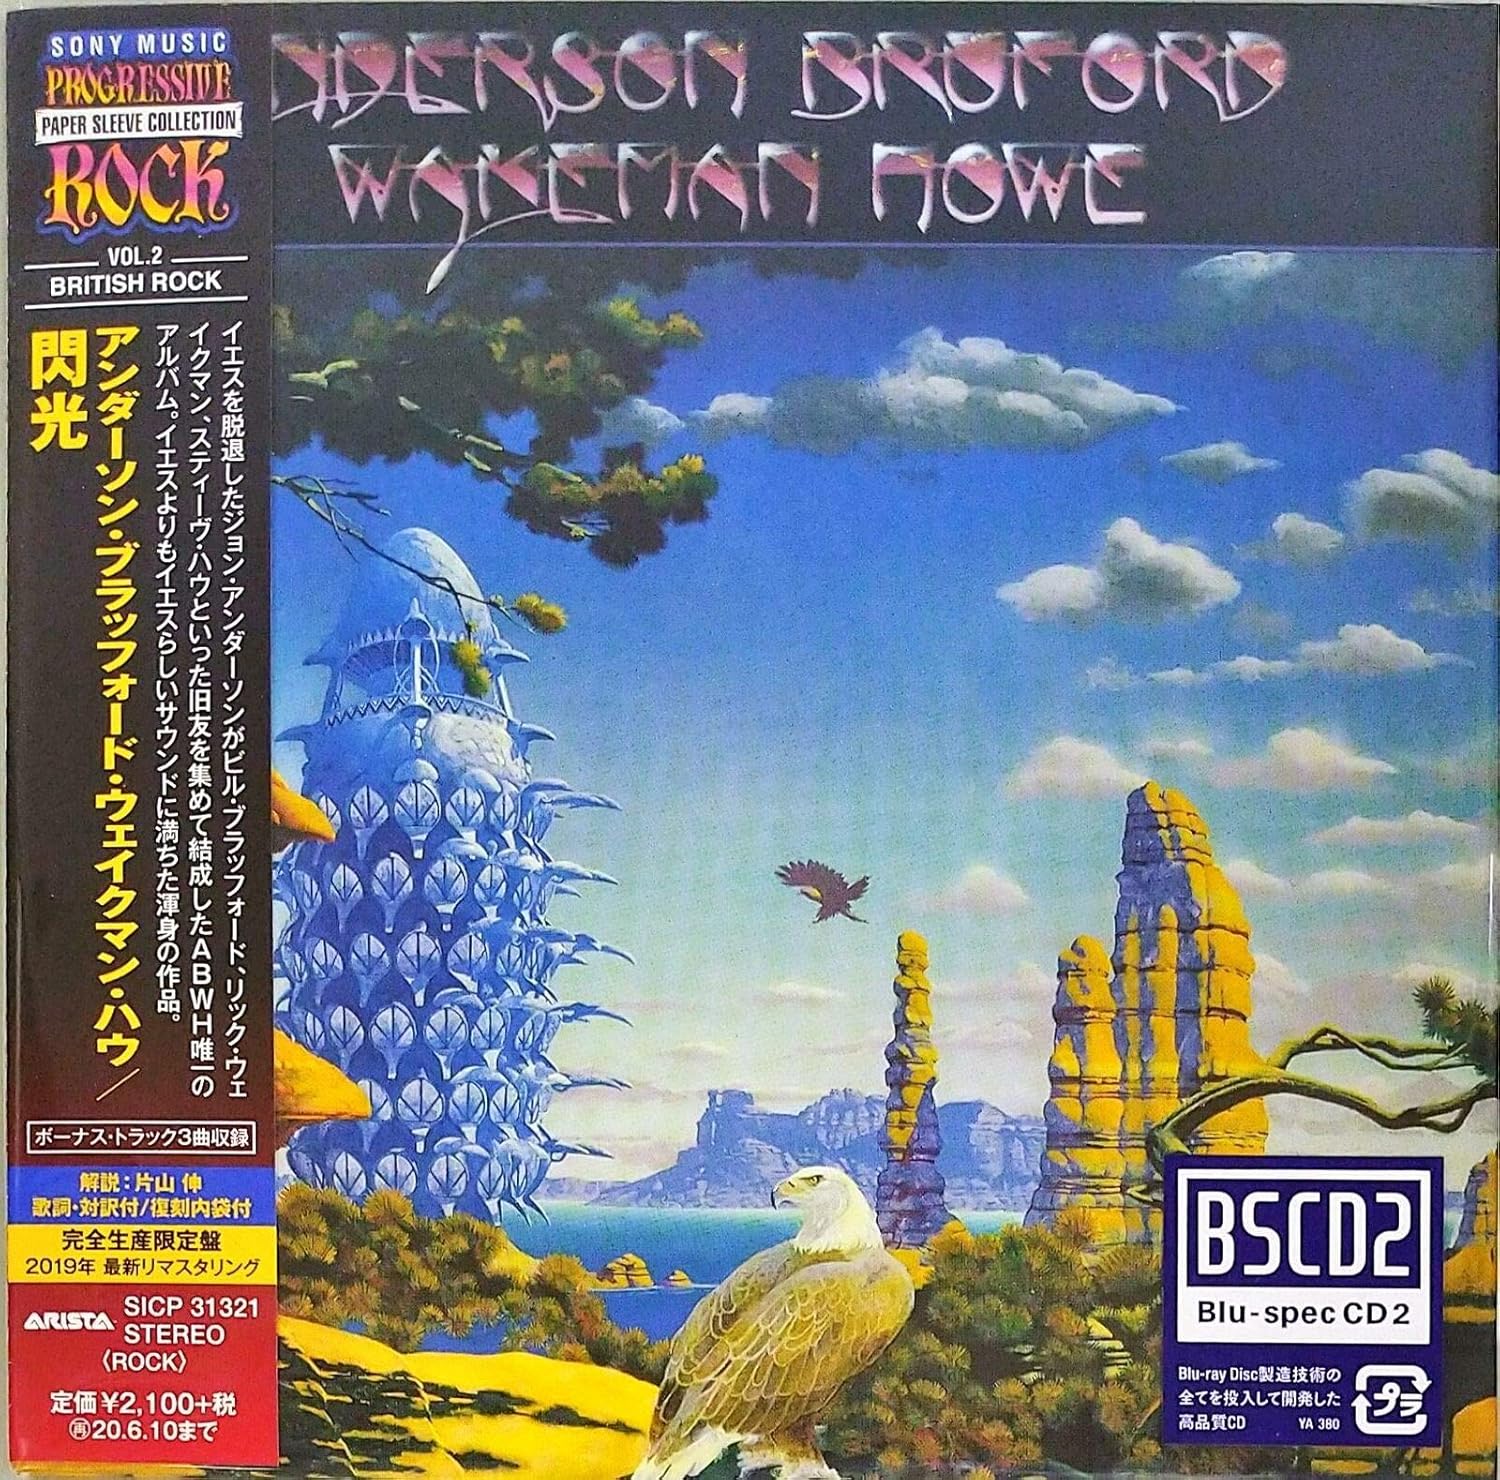 SONY MUSIC
PROGRESSIVE
PAPER SLEEVE COLLECTION
ROCK
VOL.2
BRITISH ROCK
イエスを脱退したジョン・アンダーソンがビル・ブラッフォード、リック・ウェ
イクマン、スティーヴ・ハウといった旧友を集めて結成したABWH唯一の
アルバム。イエスよりもイエスらしいサウンドに満ちた渾身の作品。
アンダーソン・ブラッフォード・ウェイクマン・ハウ／
閃光
ボーナス・トラック3曲収録
解説：片山 伸
歌詞・対訳付/復刻内袋付
完全生産限定盤
2019年 最新リマスタリング
ARISTA
SICP 31321
STEREO
〈ROCK〉
定価¥2,100+税
再20.6.10まで
NDERSON BRUFORD
WAKEMAN HOWE
BSCD2
Blu-spec CD 2
Blu-ray Disc製造技術の
全てを投入して開発した
高品質CD YA 380
プラ